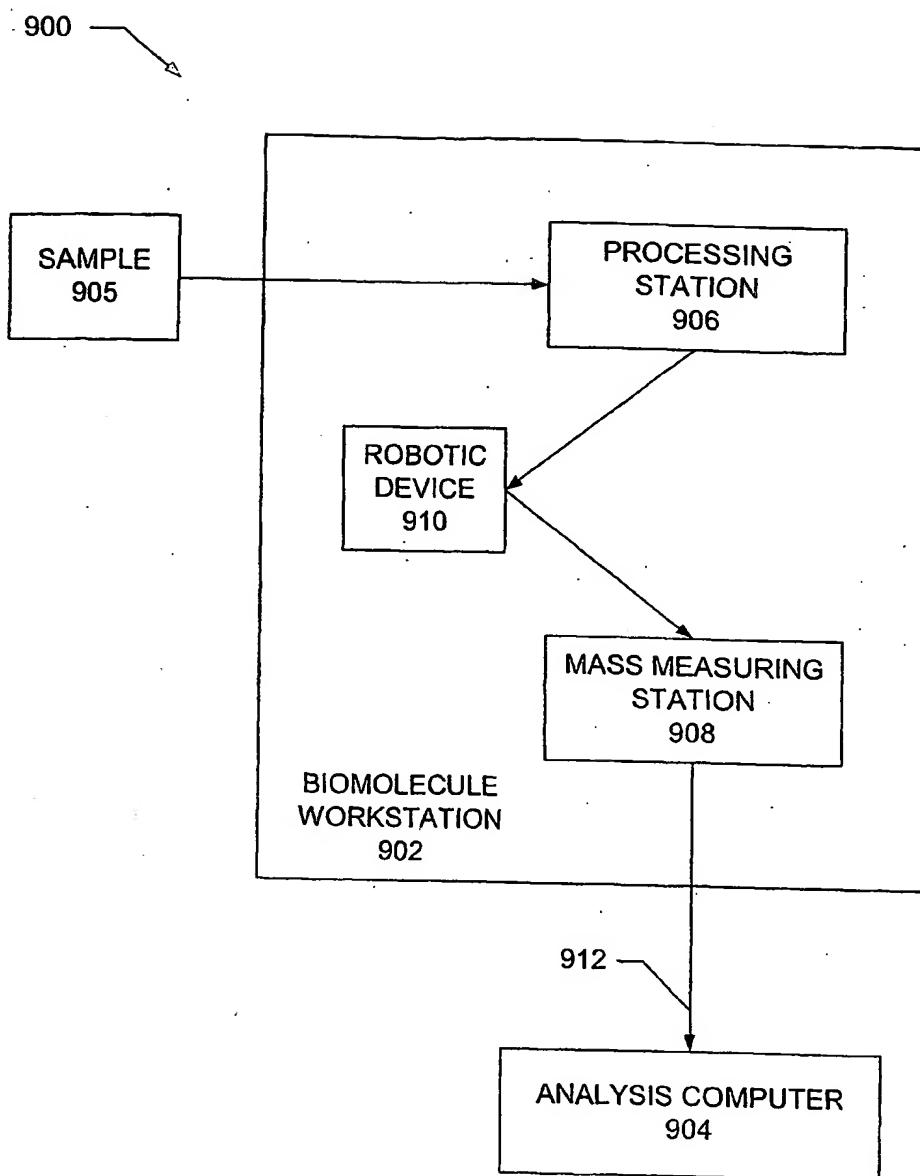 900
SAMPLE
905
PROCESSING
STATION
906
ROBOTIC
DEVICE
910
MASS MEASURING
STATION
908
BIOMOLECULE
WORKSTATION
902
912
ANALYSIS COMPUTER
904